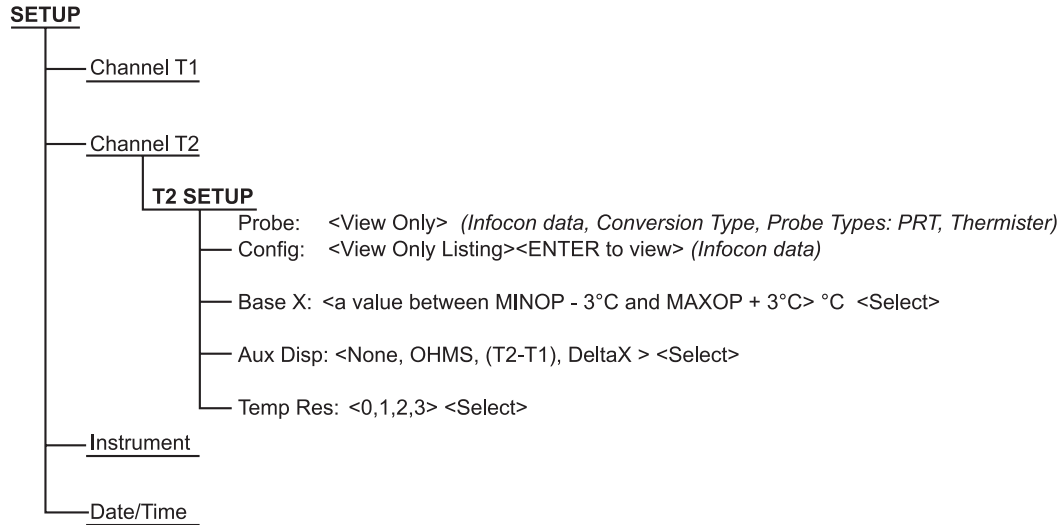 SETUP
Channel T1
Channel T2
T2 SETUP
Probe: <View Only> (Infocon data, Conversion Type, Probe Types: PRT, Thermister)
Config: <View Only Listing><ENTER to view> (Infocon data)
Base X: <a value between MINOP - 3°C and MAXOP + 3°C> °C <Select>
Aux Disp: <None, OHMS, (T2-T1), DeltaX > <Select>
Temp Res: <0,1,2,3> <Select>
Instrument
Date/Time